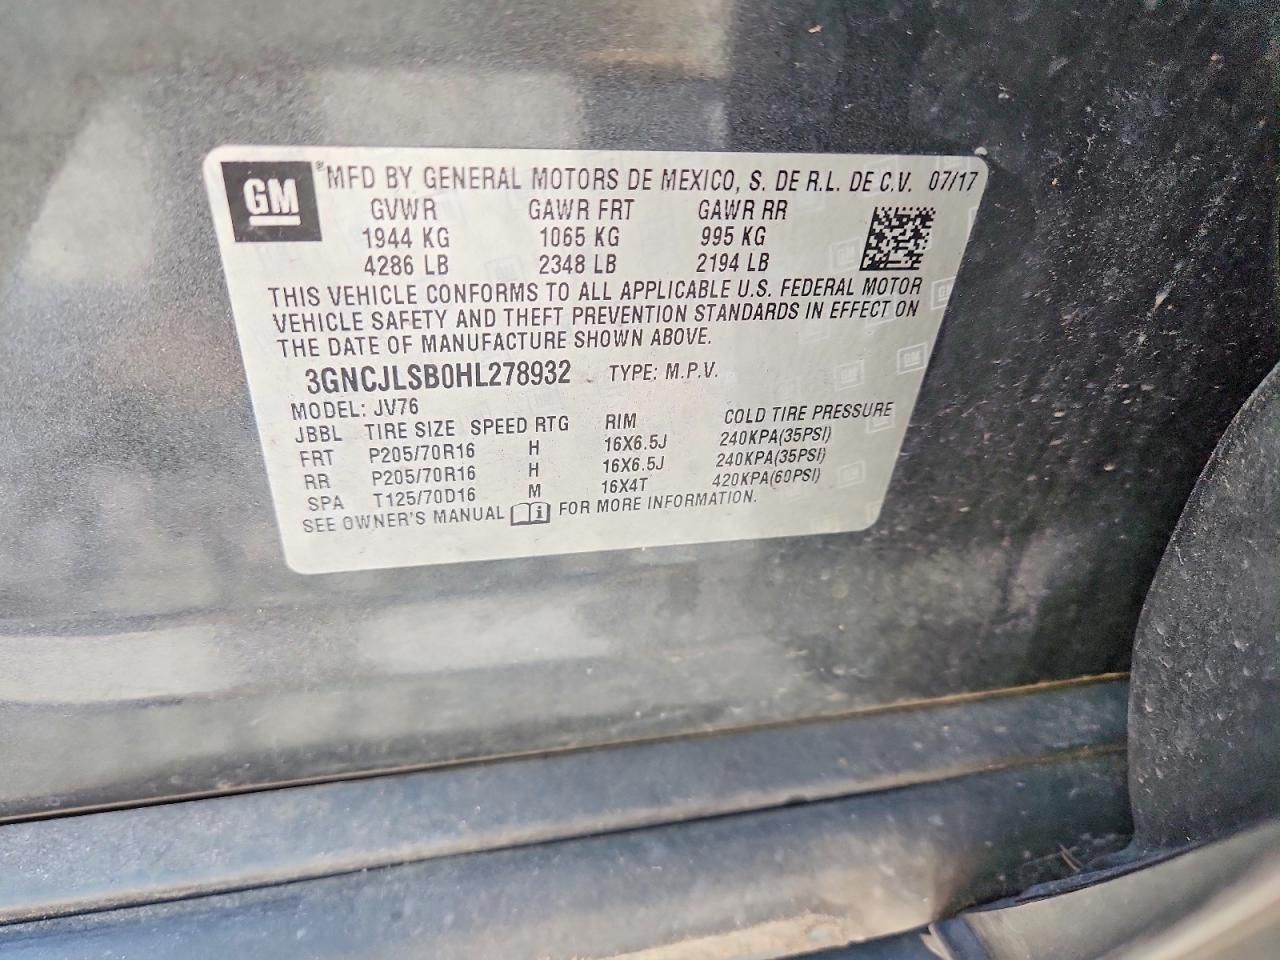 GM
® MFD BY GENERAL MOTORS DE MEXICO, S. DE R.L. DE C.V. 07/17
GVWR GAWR FRT GAWR RR
1944 KG 1065 KG 995 KG
4286 LB 2348 LB 2194 LB
THIS VEHICLE CONFORMS TO ALL APPLICABLE U.S. FEDERAL MOTOR
VEHICLE SAFETY AND THEFT PREVENTION STANDARDS IN EFFECT ON
THE DATE OF MANUFACTURE SHOWN ABOVE.
3GNCJLSB0HL278932 TYPE: M.P.V.
MODEL: JV76
JBBL TIRE SIZE SPEED RTG RIM COLD TIRE PRESSURE
FRT P205/70R16 H 16X6.5J 240KPA(35PSI)
RR P205/70R16 H 16X6.5J 240KPA(35PSI)
SPA T125/70D16 M 16X4T 420KPA(60PSI)
SEE OWNER'S MANUAL i FOR MORE INFORMATION.